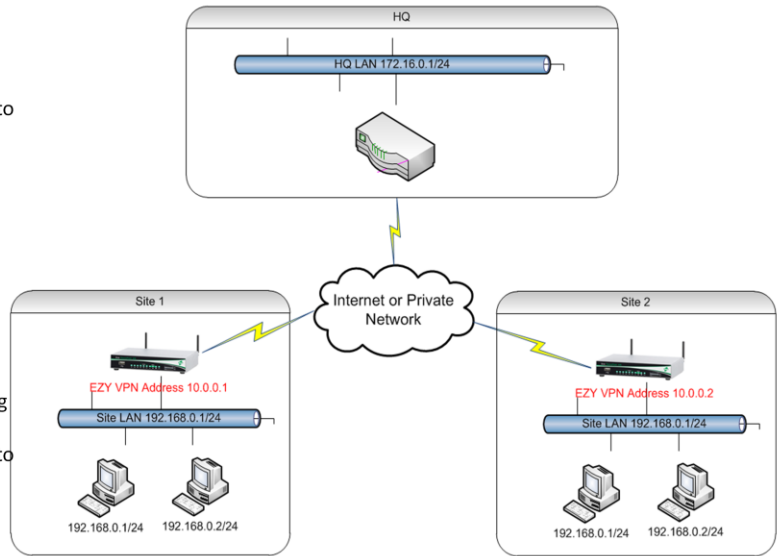 HQ
HQ LAN 172.16.0.1/24
to
Internet or Private
Network
Site 1
EZY VPN Address 10.0.0.1
Site LAN 192.168.0.1/24
192.168.0.1/24
192.168.0.2/24
g
to
Site 2
EZY VPN Address 10.0.0.2
Site LAN 192.168.0.1/24
192.168.0.1/24
192.168.0.2/24